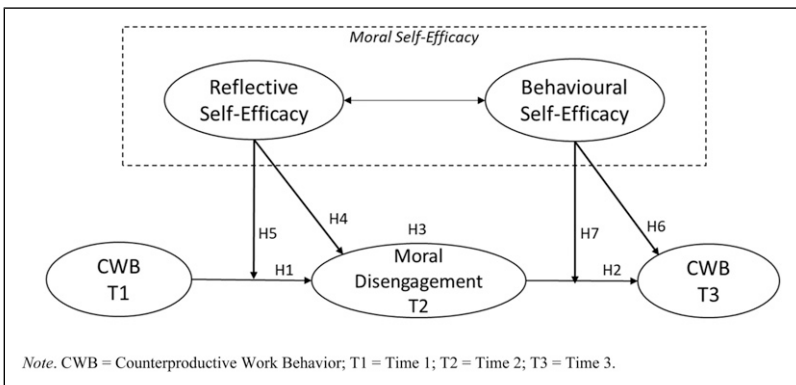 Moral Self-Efficacy
Reflective
Self-Efficacy
Behavioural
Self-Efficacy
H5
H4
H3
H7
H6
CWB
T1
H1
Moral
Disengagement
T2
H2
CWB
T3
Note. CWB = Counterproductive Work Behavior; T1 = Time 1; T2 = Time 2; T3 = Time 3.